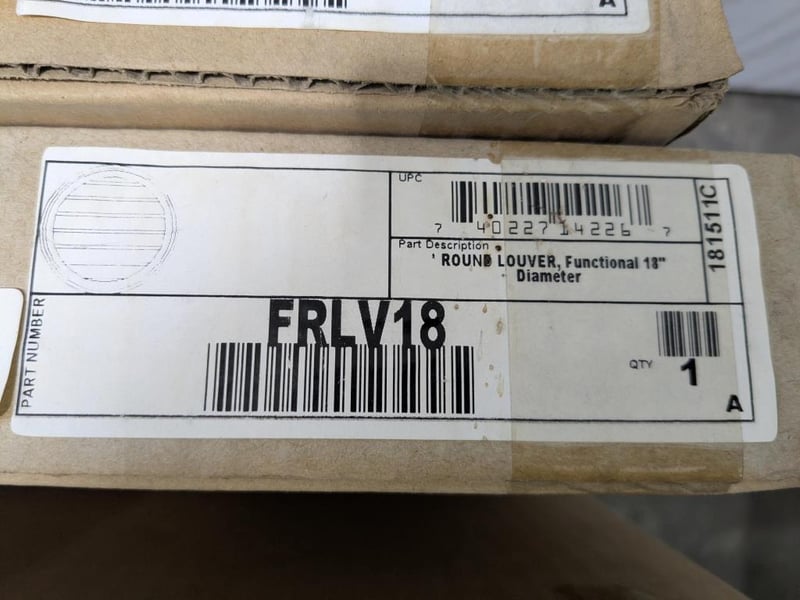 A
UPC
7 40227 14226 7
181511C
Part Description
' ROUND LOUVER, Functional 18"
Diameter
PART NUMBER
FRLV18
QTY 1
A